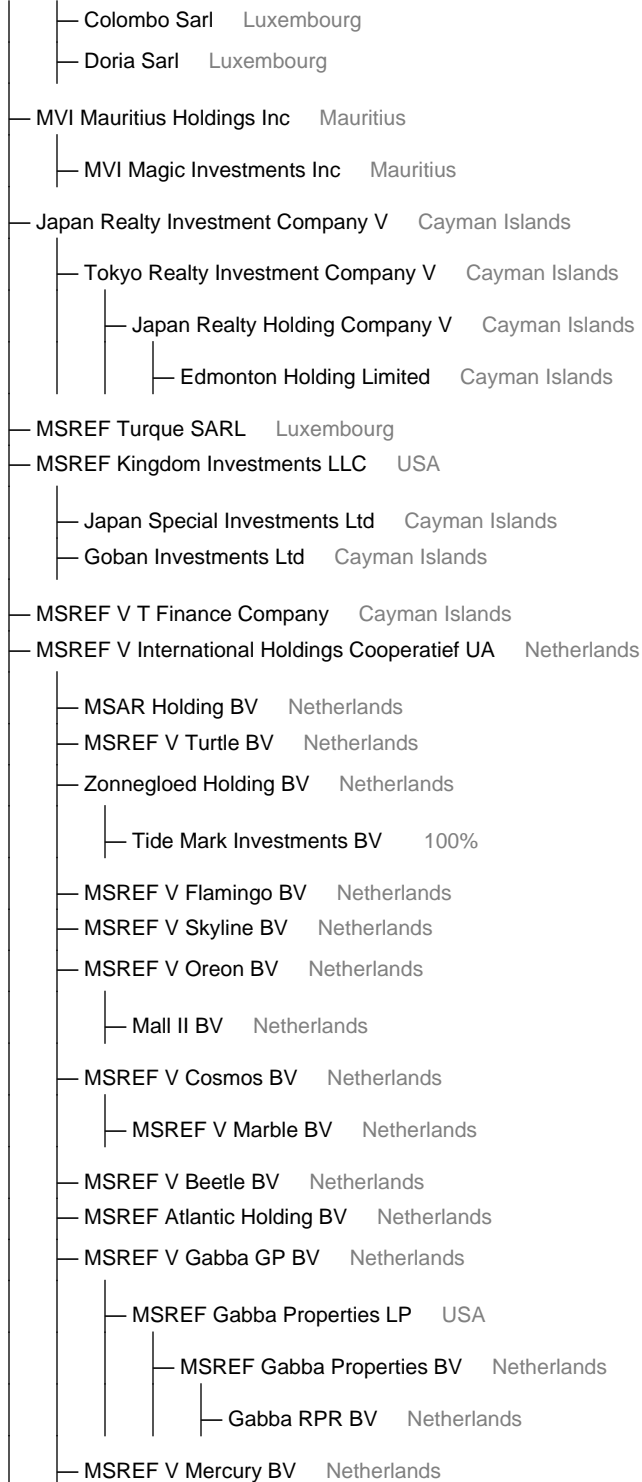 Colombo Sarl Luxembourg
Doria Sarl Luxembourg
MVI Mauritius Holdings Inc Mauritius
MVI Magic Investments Inc Mauritius
Japan Realty Investment Company V Cayman Islands
Tokyo Realty Investment Company V Cayman Islands
Japan Realty Holding Company V Cayman Islands
Edmonton Holding Limited Cayman Islands
MSREF Turque SARL Luxembourg
MSREF Kingdom Investments LLC USA
Japan Special Investments Ltd Cayman Islands
Goban Investments Ltd Cayman Islands
MSREF V T Finance Company Cayman Islands
MSREF V International Holdings Cooperatief UA Netherlands
MSAR Holding BV Netherlands
MSREF V Turtle BV Netherlands
Zonnegloed Holding BV Netherlands
Tide Mark Investments BV 100%
MSREF V Flamingo BV Netherlands
MSREF V Skyline BV Netherlands
MSREF V Oreon BV Netherlands
Mall II BV Netherlands
MSREF V Cosmos BV Netherlands
MSREF V Marble BV Netherlands
MSREF V Beetle BV Netherlands
MSREF Atlantic Holding BV Netherlands
MSREF V Gabba GP BV Netherlands
MSREF Gabba Properties LP USA
MSREF Gabba Properties BV Netherlands
Gabba RPR BV Netherlands
MSREF V Mercury BV Netherlands